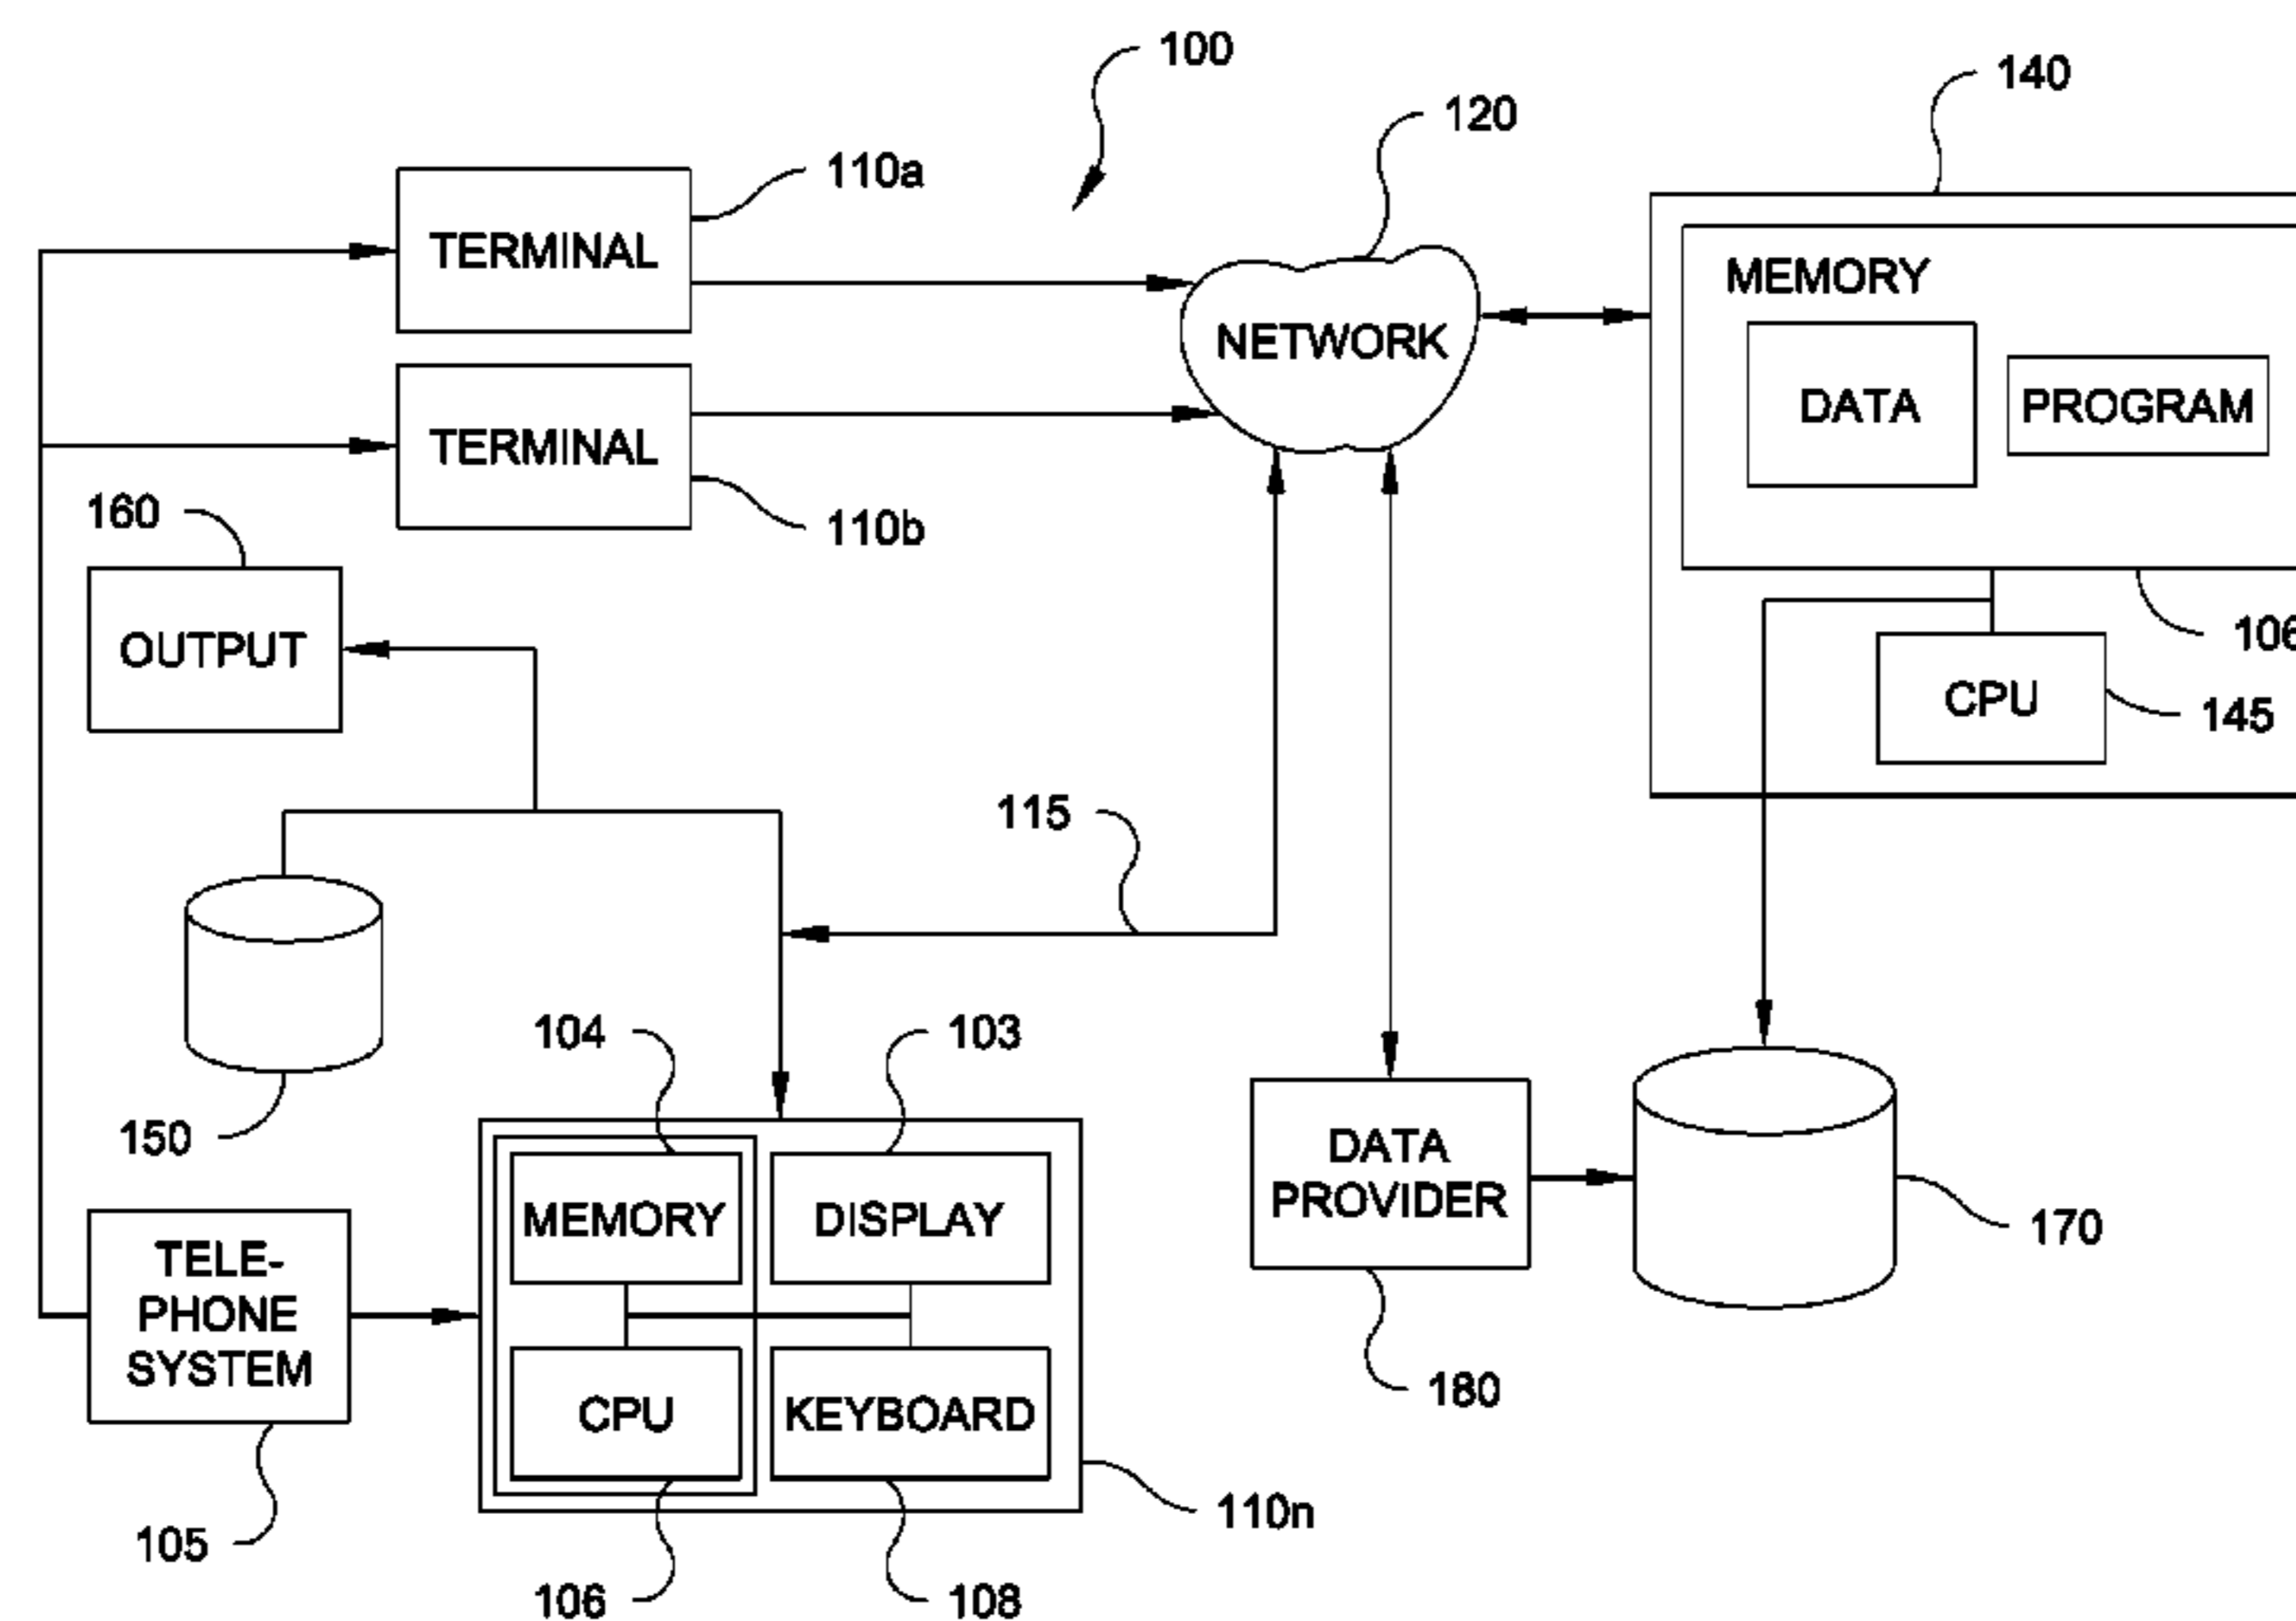 100
140
120
110a
TERMINAL
MEMORY
NETWORK
DATA
PROGRAM
TERMINAL
160
110b
OUTPUT
106
CPU
145
115
104
103
150
MEMORY
DISPLAY
DATA
PROVIDER
170
TELE-
PHONE
SYSTEM
CPU
KEYBOARD
180
110n
105
106
108